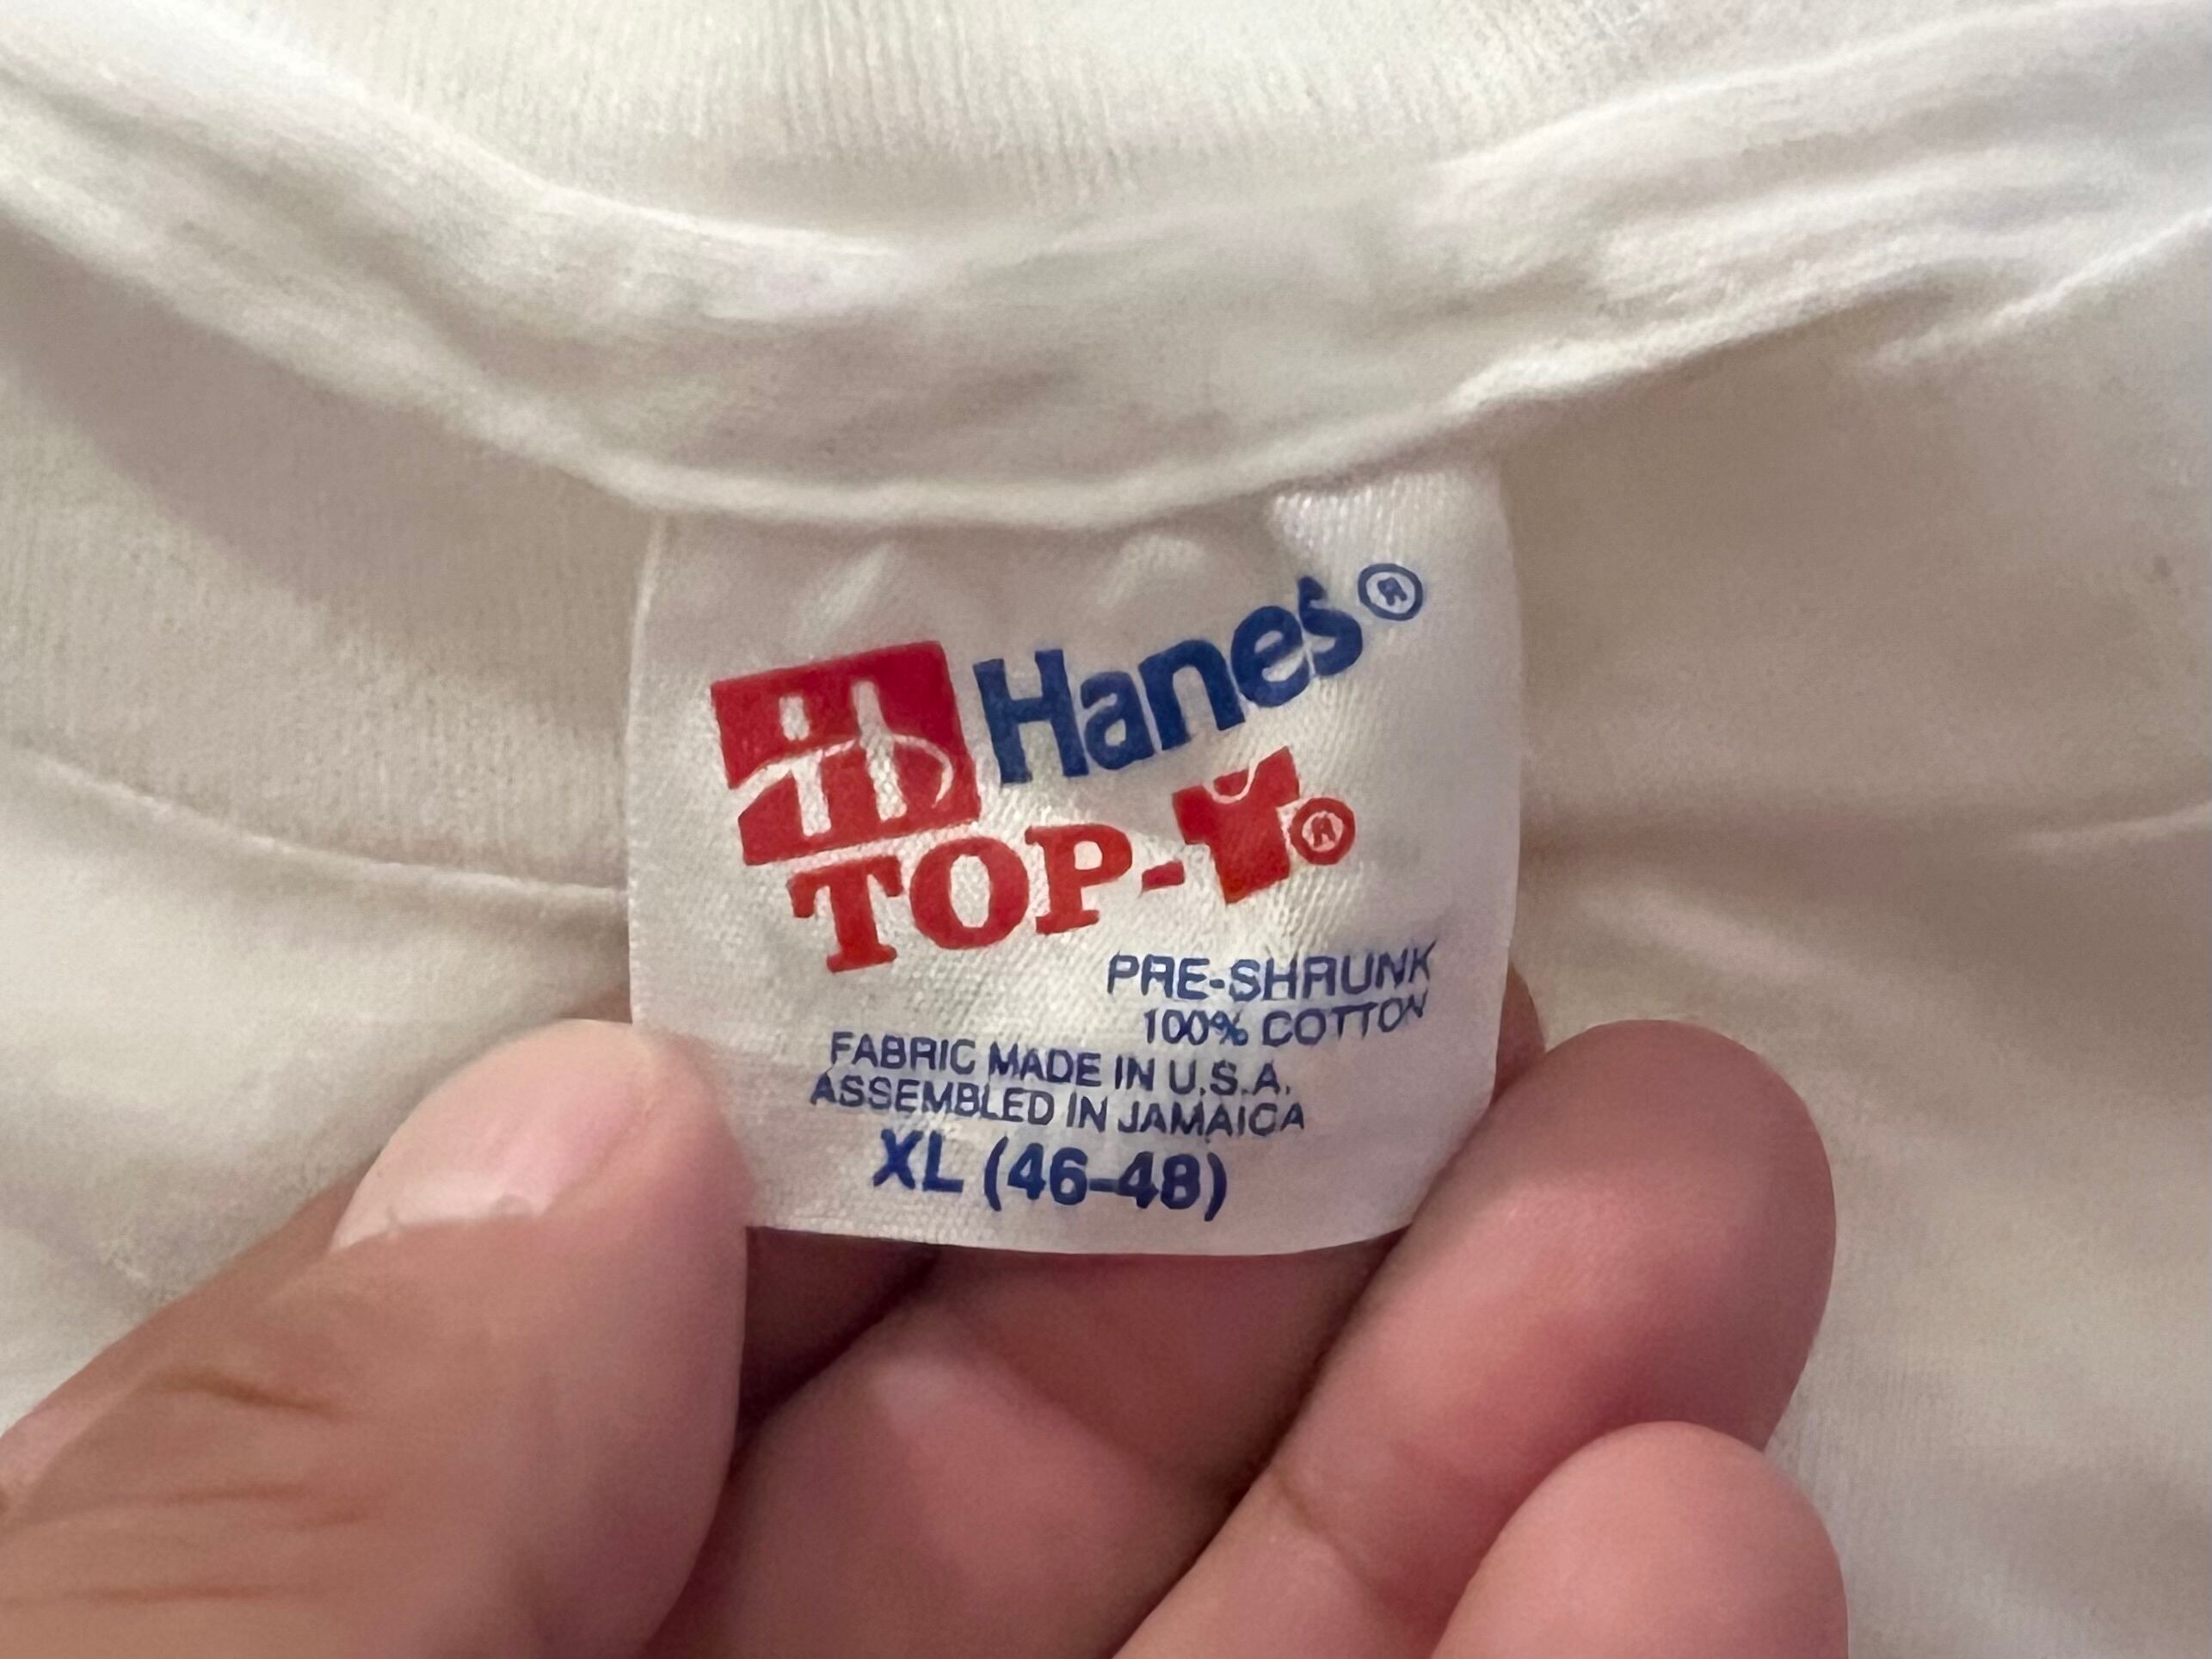 Hanes®
TOP-®
PRE-SHRUNK
100% COTTON
FABRIC MADE IN U.S.A.
ASSEMBLED IN JAMAICA
XL (46-48)